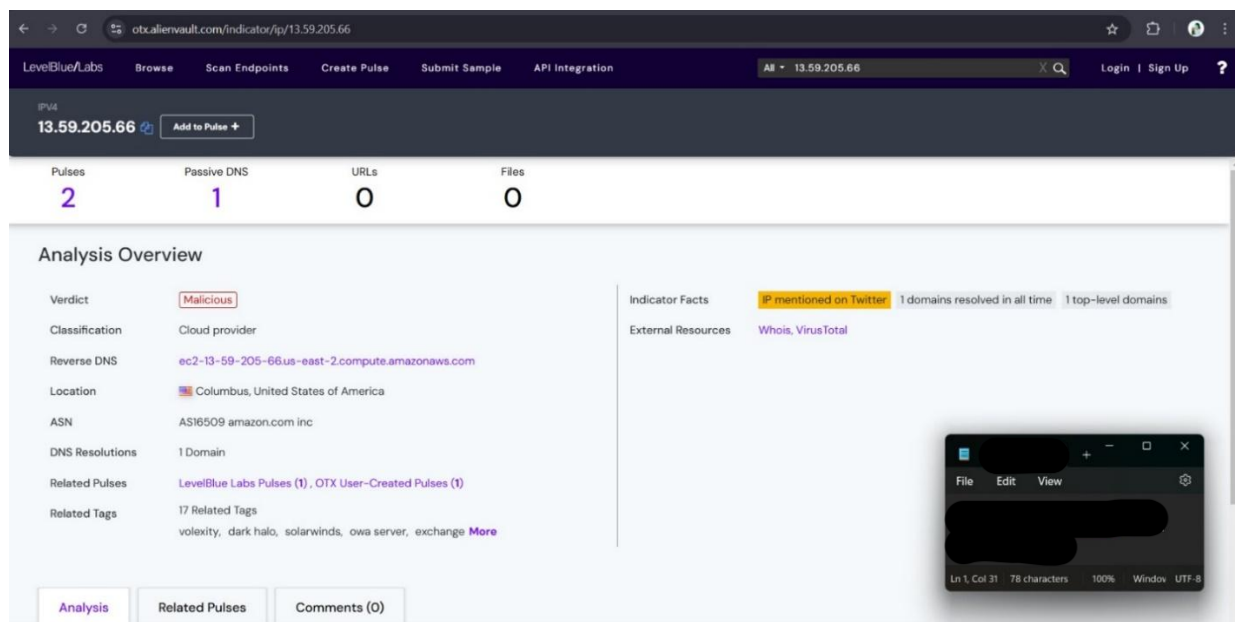 otx.alienvault.com/indicator/ip/13.59.205.66
LevelBlue/Labs Browse Scan Endpoints Create Pulse Submit Sample API Integration All 13.59.205.66 X Login | Sign Up ?
IPV4
13.59.205.66 Add to Pulse +
Pulses Passive DNS URLs Files
2 1 0 0
Analysis Overview
Verdict Malicious Indicator Facts IP mentioned on Twitter 1 domains resolved in all time 1 top-level domains
Classification Cloud provider External Resources Whois, VirusTotal
Reverse DNS ec2-13-59-205-66.us-east-2.compute.amazonaws.com
Location Columbus, United States of America
ASN AS16509 amazon.com inc
DNS Resolutions 1 Domain
Related Pulses LevelBlue Labs Pulses (1) , OTX User-Created Pulses (1)
Related Tags 17 Related Tags
volexity, dark halo, solarwinds, owa server, exchange More
File Edit View
Ln 1, Col 31 78 characters 100% Window UTF-8
Analysis Related Pulses Comments (0)